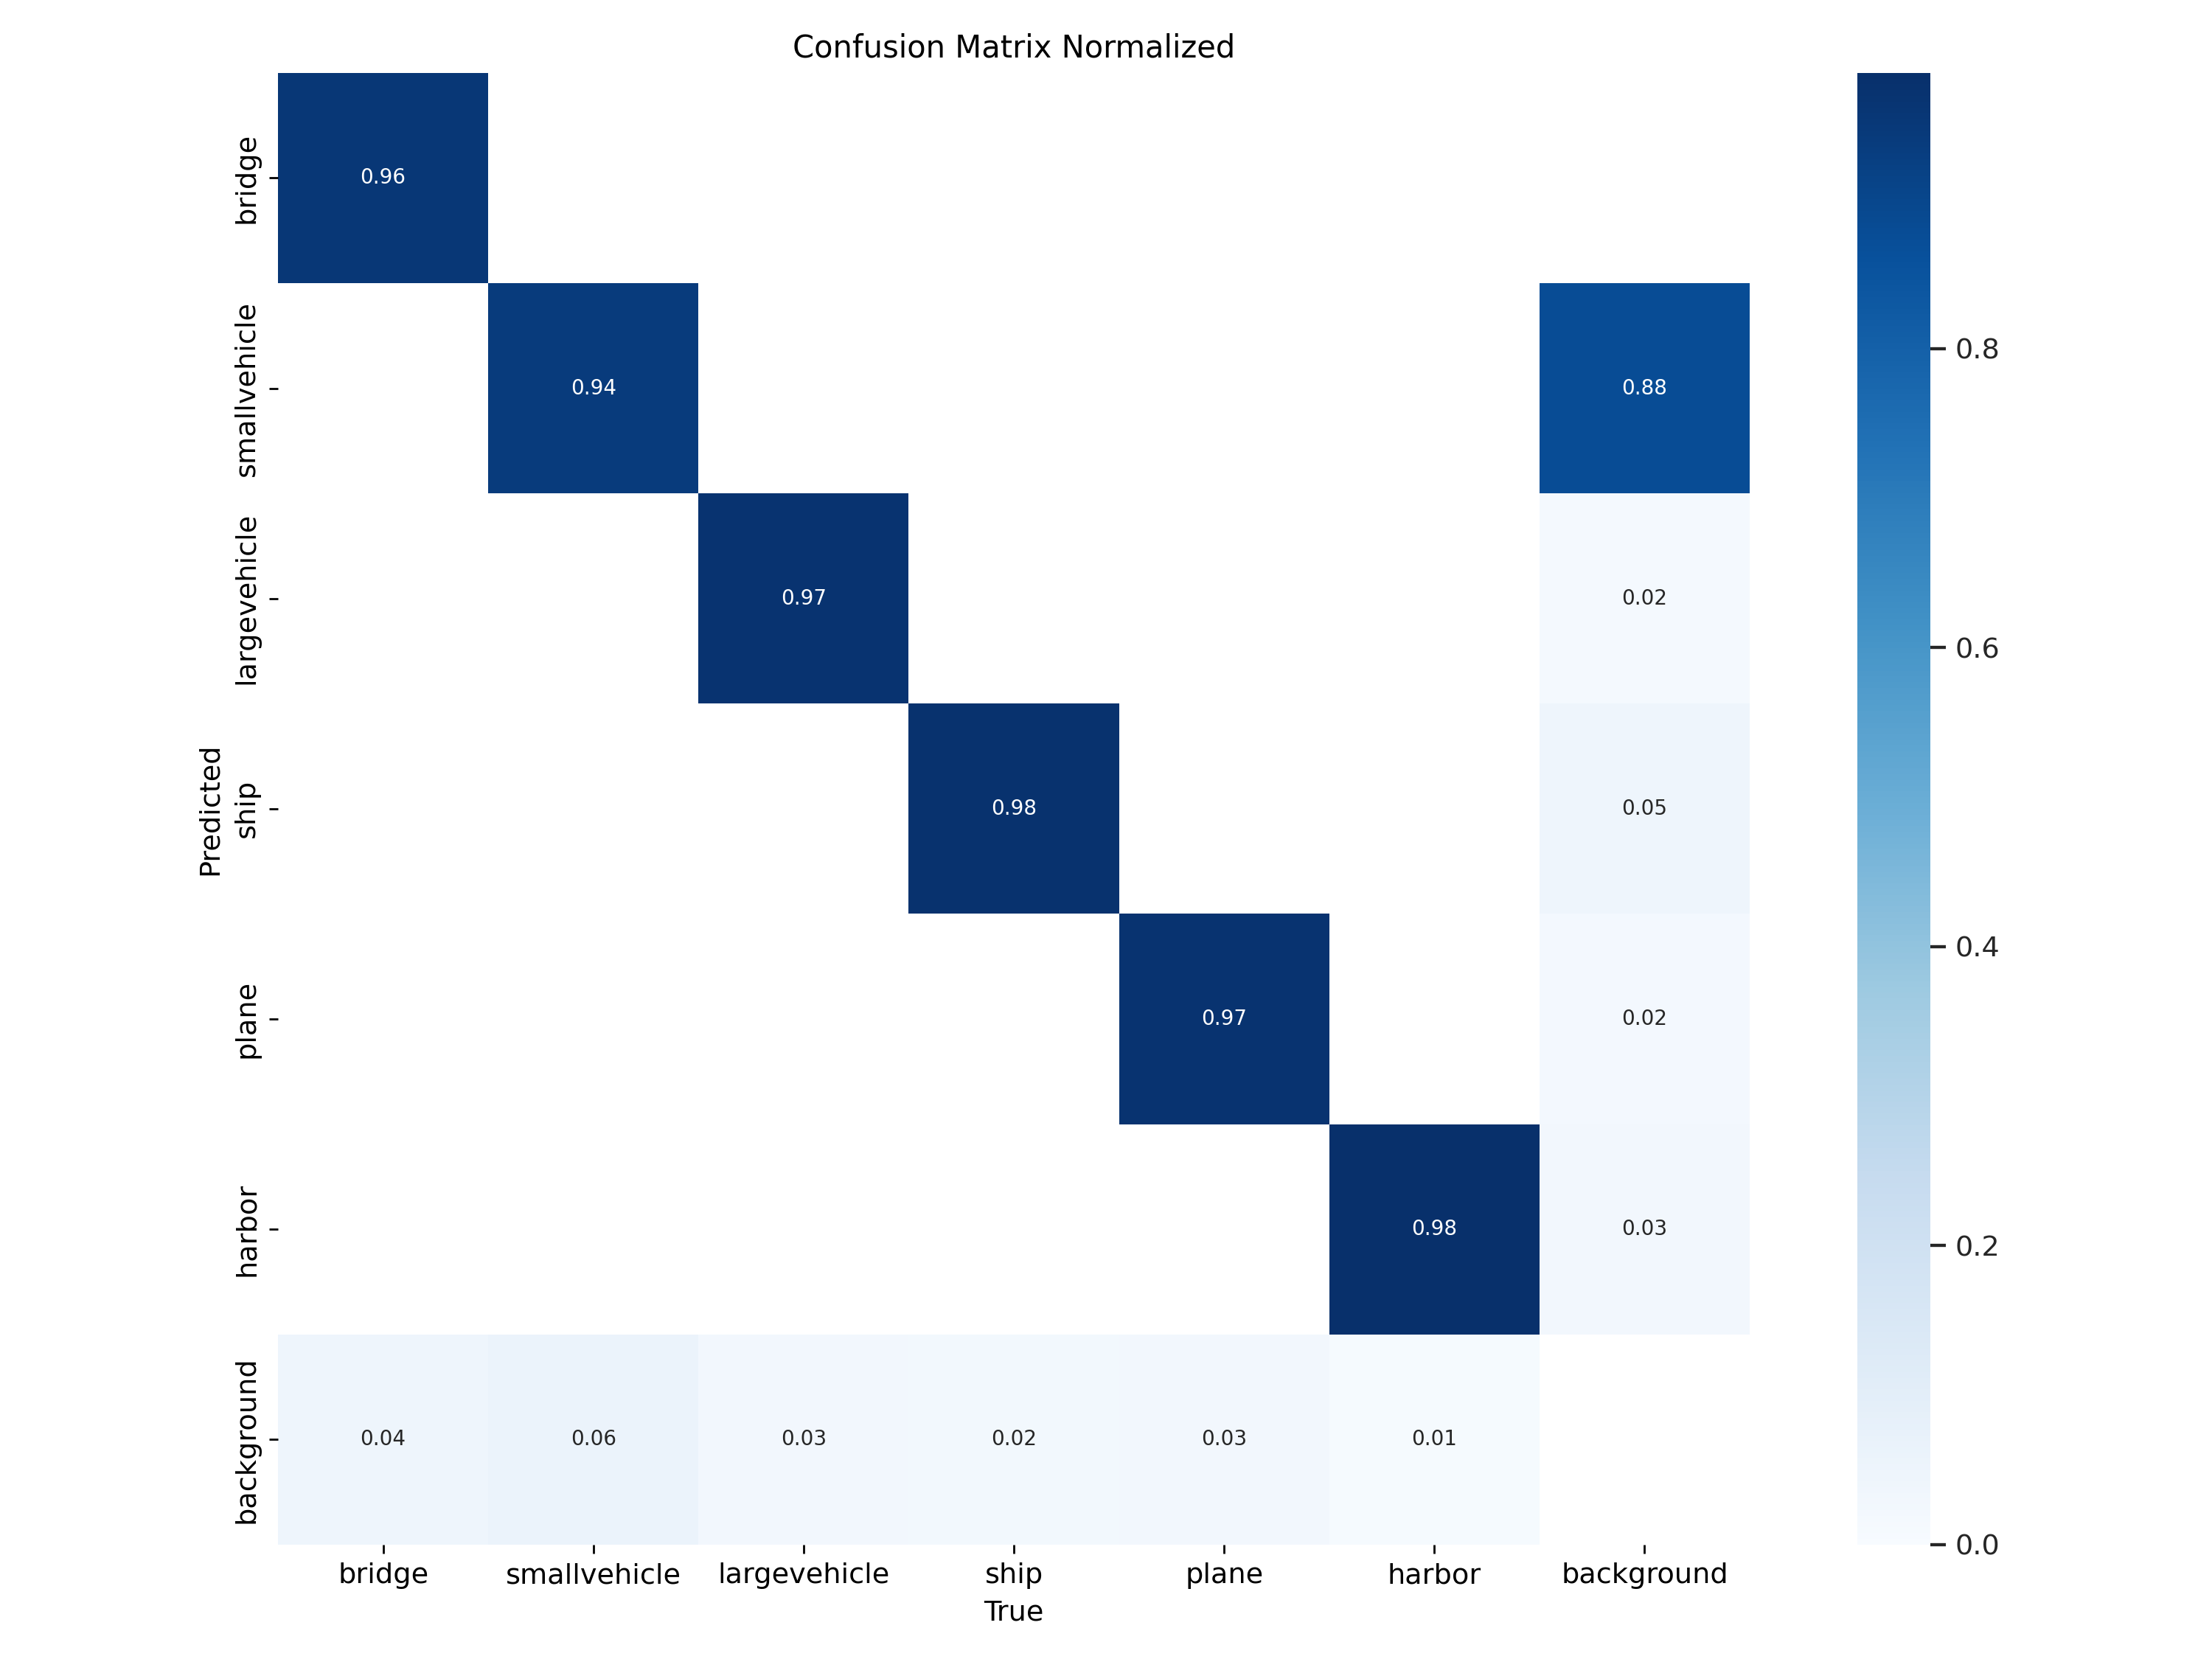 Confusion Matrix Normalized
Predicted
bridge
0.96
smallvehicle
0.94
0.88
largevehicle
0.97
0.02
ship
0.98
0.05
plane
0.97
0.02
harbor
0.98
0.03
background
0.04
0.06
0.03
0.02
0.03
0.01
bridge
smallvehicle
largevehicle
ship
plane
harbor
background
True
0.8
0.6
0.4
0.2
0.0